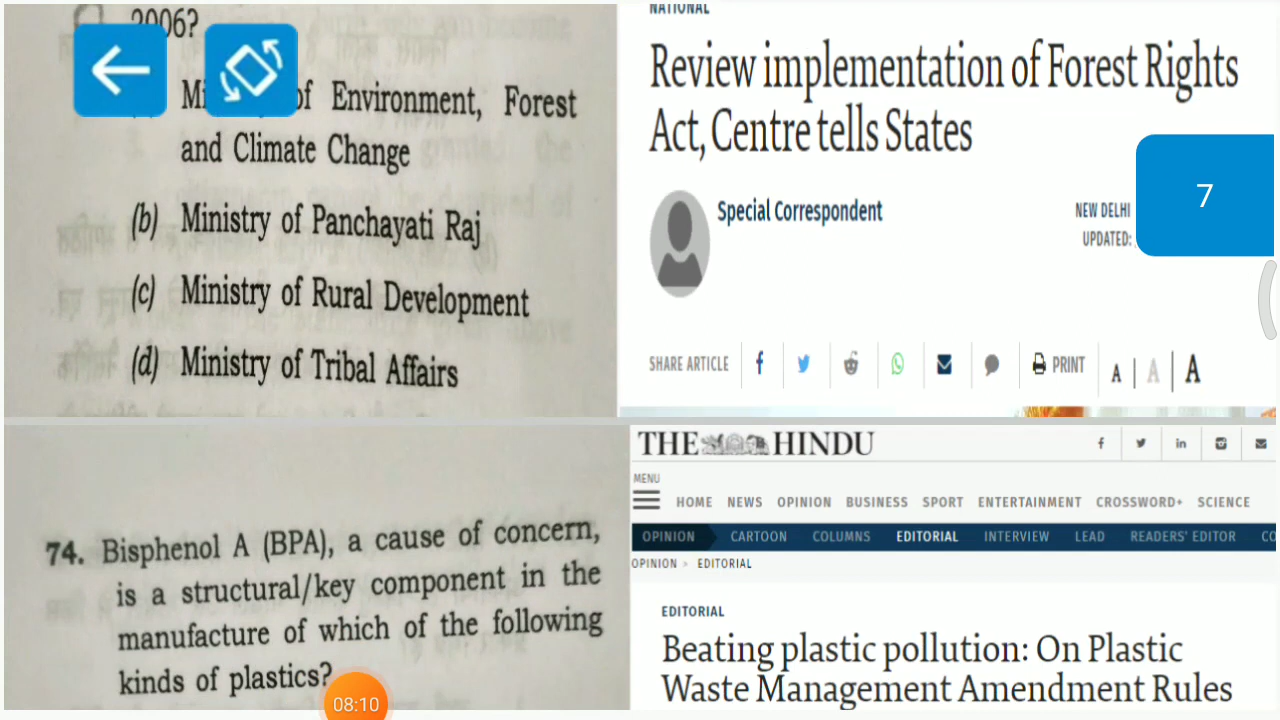 2006?
of Environment, Forest
and Climate Change
(b) Ministry of Panchayati Raj
(c) Ministry of Rural Development
(d) Ministry of Tribal Affairs
NATIONAL
Review implementation of Forest Rights
Act, Centre tells States
Special Correspondent
NEW DELHI
UPDATED:
7
SHARE ARTICLE
PRINT
A | A | A
74. Bisphenol A (BPA), a cause of concern,
is a structural/key component in the
manufacture of which of the following
kinds of plastics?
08:10
THE HINDU
MENU
HOME NEWS OPINION BUSINESS SPORT ENTERTAINMENT CROSSWORD+ SCIENCE
OPINION CARTOON COLUMNS EDITORIAL INTERVIEW LEAD READERS' EDITOR
OPINION > EDITORIAL
EDITORIAL
Beating plastic pollution: On Plastic
Waste Management Amendment Rules